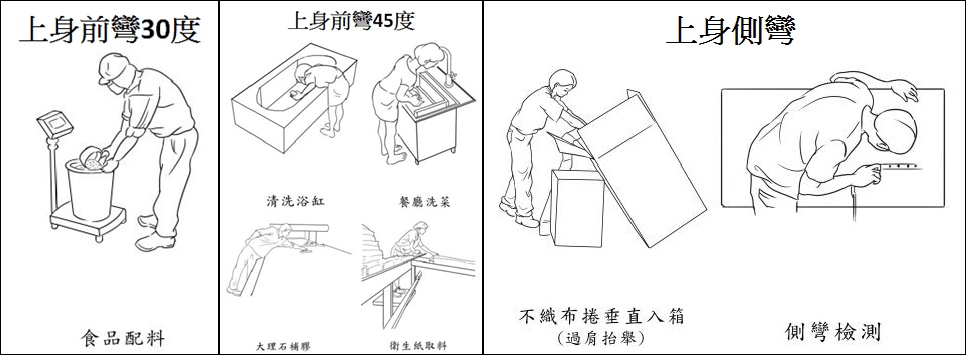 上身前彎30度
食品配料
上身前彎45度
清洗浴缸
餐廳洗菜
大理石補膠
衛生紙取料
上身側彎
不織布捲垂直入箱
(過肩抬舉)
側彎檢測